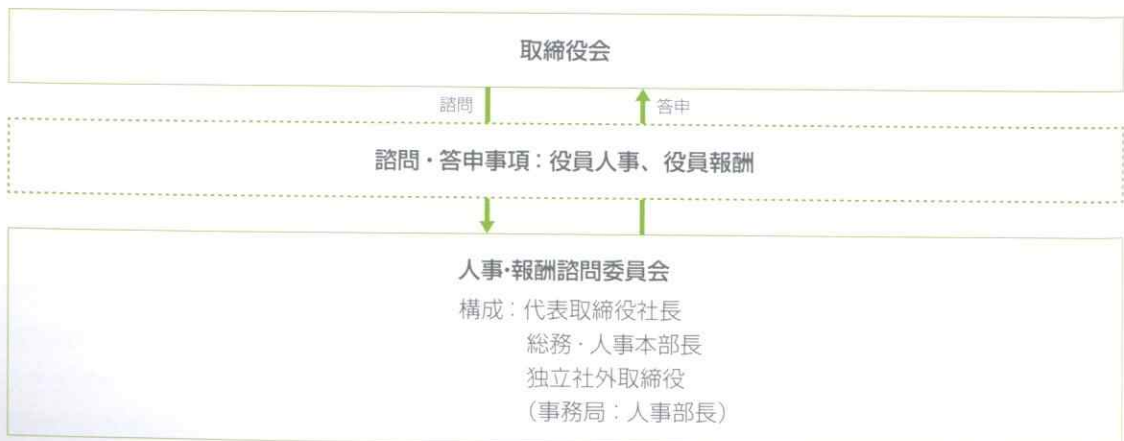 取締役会
諮問
答申
諮問・答申事項：役員人事、役員報酬
人事・報酬諮問委員会
構成：代表取締役社長
総務・人事本部長
独立社外取締役
（事務局：人事部長）